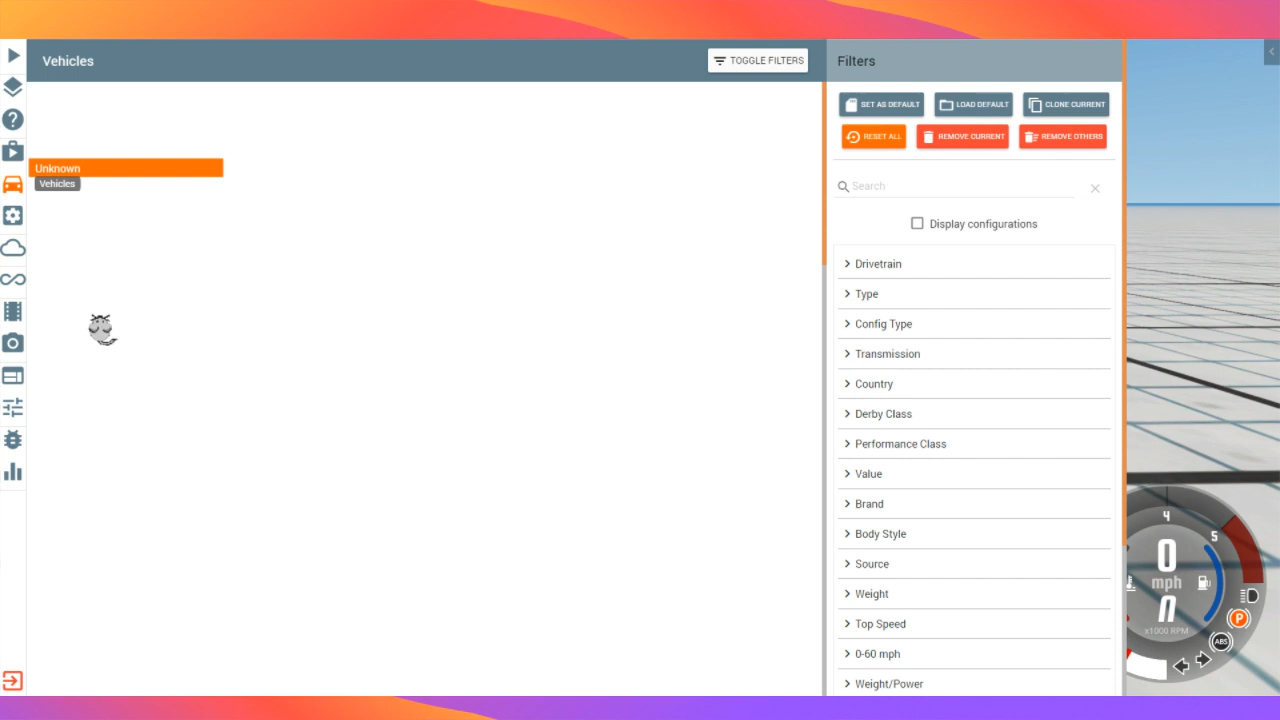 Vehicles
TOGGLE FILTERS
Filters
SET AS DEFAULT
LOAD DEFAULT
CLONE CURRENT
RESET ALL
REMOVE CURRENT
REMOVE OTHERS
Search
Display configurations
Unknown
Vehicles
Drivetrain
Type
Config Type
Transmission
Country
Derby Class
Performance Class
Value
Brand
Body Style
Source
Weight
Top Speed
0-60 mph
Weight/Power
4
5
0
mph
n
x1000 RPM
P
ABS